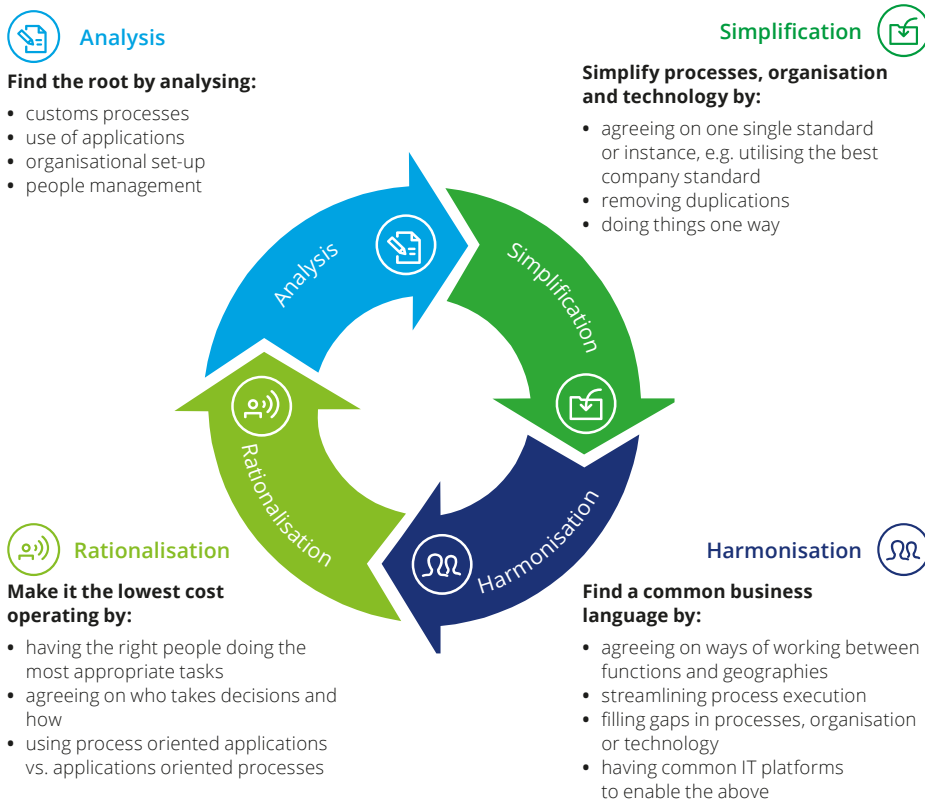 Analysis
Find the root by analysing:
• customs processes
• use of applications
• organisational set-up
• people management
Simplification
Simplify processes, organisation
and technology by:
• agreeing on one single standard
or instance, e.g. utilising the best
company standard
• removing duplications
• doing things one way
Analysis
Simplification
Rationalisation
Harmonisation
Rationalisation
Make it the lowest cost
operating by:
• having the right people doing the
most appropriate tasks
• agreeing on who takes decisions and
how
• using process oriented applications
vs. applications oriented processes
Harmonisation
Find a common business
language by:
• agreeing on ways of working between
functions and geographies
• streamlining process execution
• filling gaps in processes, organisation
or technology
• having common IT platforms
to enable the above